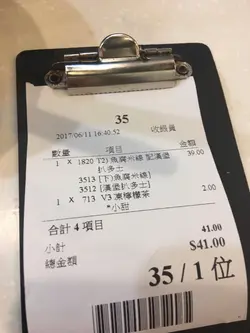 35
2017/06/11 16:40:52 收銀員
數量 項目 金額
1 X 1820 T2) 魚腐米線 配漢堡 39.00
扒多士
3513 [下)魚腐米線]
3512 [漢堡扒多士]
1 X 713 V3 凍檸檬茶 2.00
*小甜
合計 4 項目 41.00
小計 $41.00
總金額
35 / 1 位